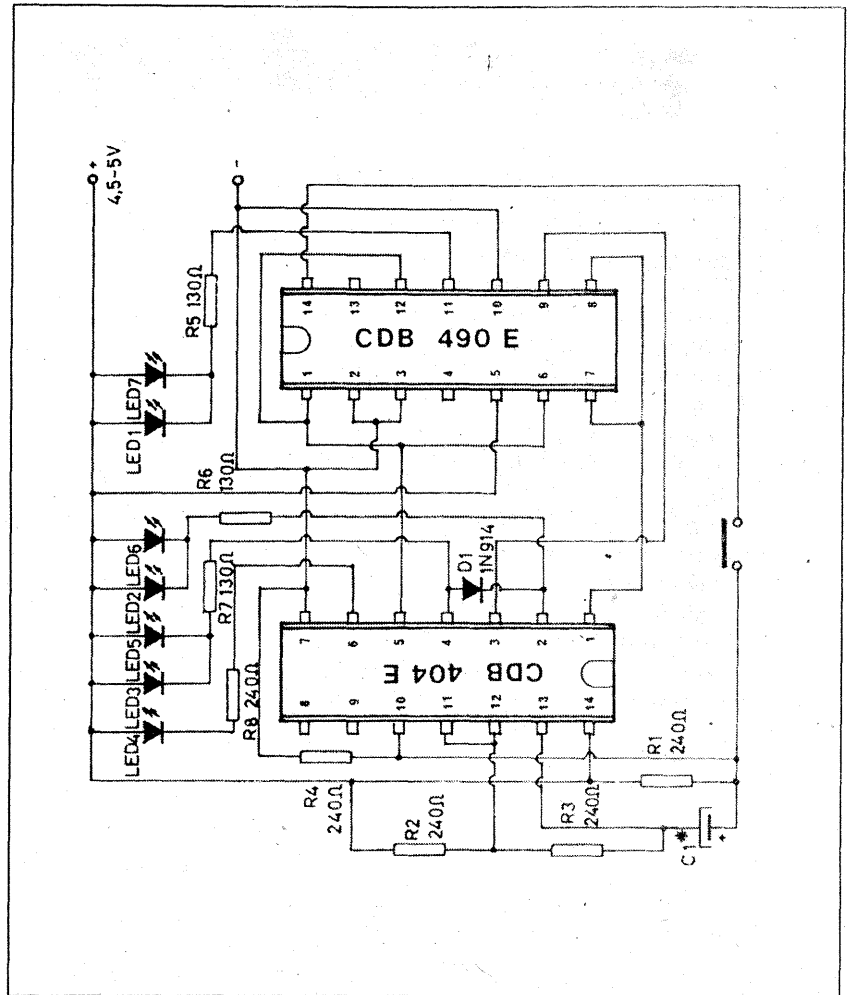 +
4,5-5V
-
LED1 LED7
R5 130Ω
14 13 12 11 10 9 8
CDB 490 E
1 2 3 4 5 6 7
LED4 LED3 LED5 LED2 LED6
R6
130Ω
R7 130Ω
R8 240Ω
D1
1N914
7 6 5 4 3 2 1
CDB 404 E
8 9 10 11 12 13 14
R4
240Ω
R2
240Ω
R3
240Ω
R1
240Ω
C1*
+